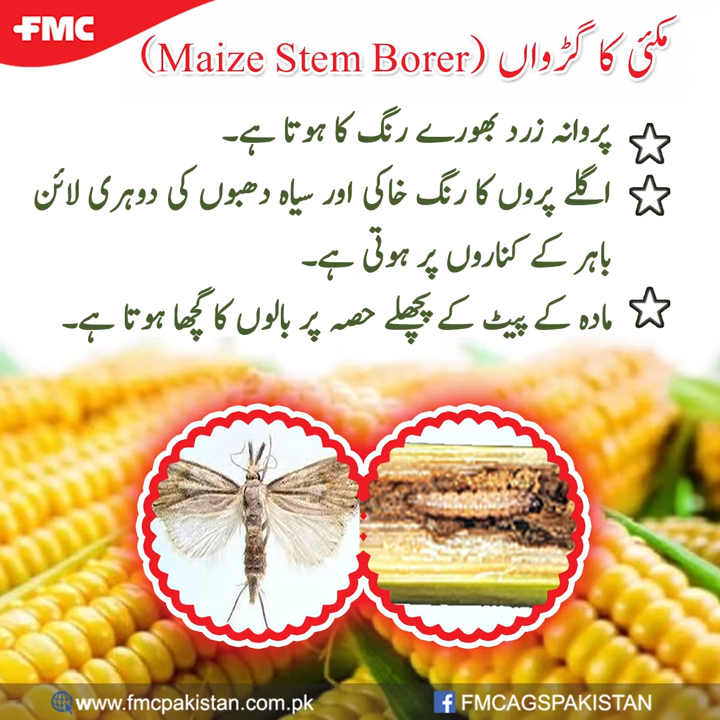 FMC
مکئی کا گڑواں (Maize Stem Borer)
پروانہ زرد بھورے رنگ کا ہوتا ہے۔
اگلے پروں کا رنگ خاکی اور سیاہ دھبوں کی دوہری لائن
باہر کے کناروں پر ہوتی ہے۔
مادہ کے پیٹ کے پچھلے حصہ پر بالوں کا گچھا ہوتا ہے۔
www.fmcpakistan.com.pk
FMCAGSPAKISTAN